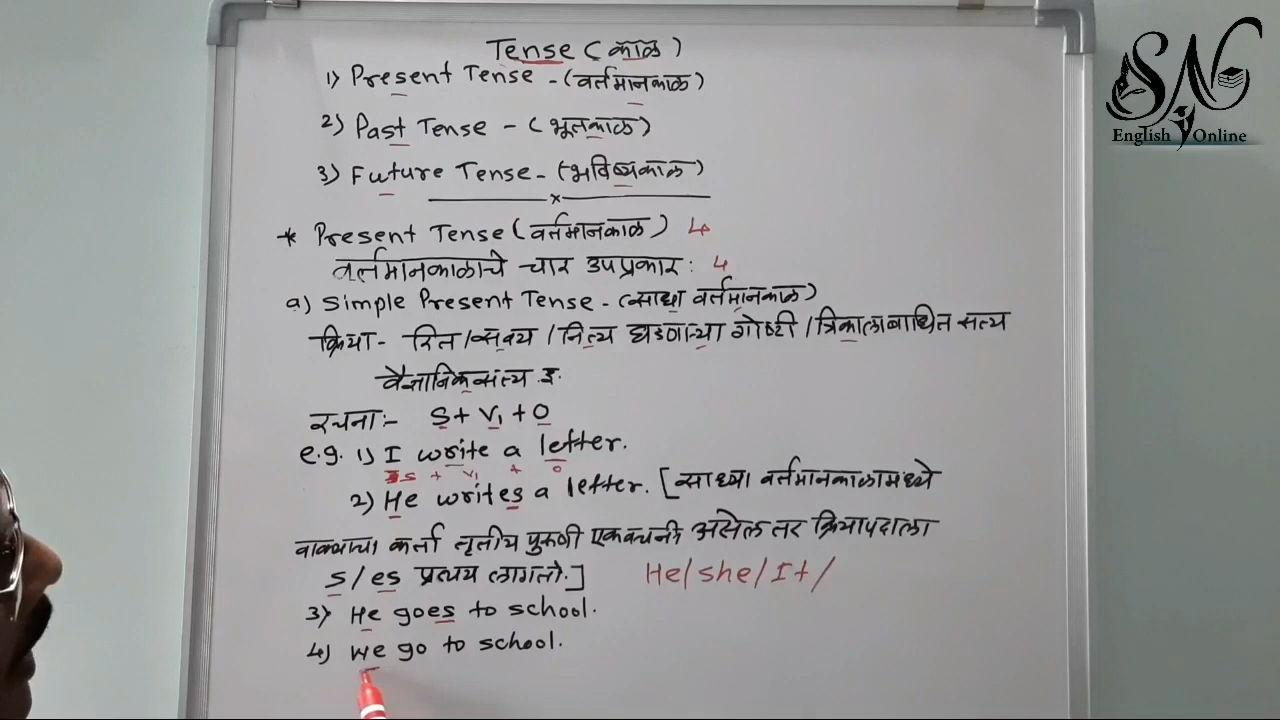 Tense (काळ)
1) Present Tense - (वर्तमानकाळ)
2) Past Tense - (भूतकाळ)
3) Future Tense - (भविष्यकाळ)
x
* Present Tense (वर्तमानकाळ) 4
वर्तमानकाळाचे चार उपप्रकार: 4
a) Simple Present Tense - (साधा वर्तमानकाळ)
क्रिया - रित/सवय/नित्य घडणाऱ्या गोष्टी/त्रिकालाबाधित सत्य
वैज्ञानिक सत्य इ.
रचना:- S + V1 + O
e.g. 1) I write a letter.
S + V1 + O
2) He writes a letter. [साध्या वर्तमानकाळामध्ये
वाक्याचा कर्ता तृतीय पुरुषी एकवचनी असेल तर क्रियापदाला
s/es प्रत्यय लागतो.] He/she/It/
3) He goes to school.
4) We go to school.
SNG
English Online